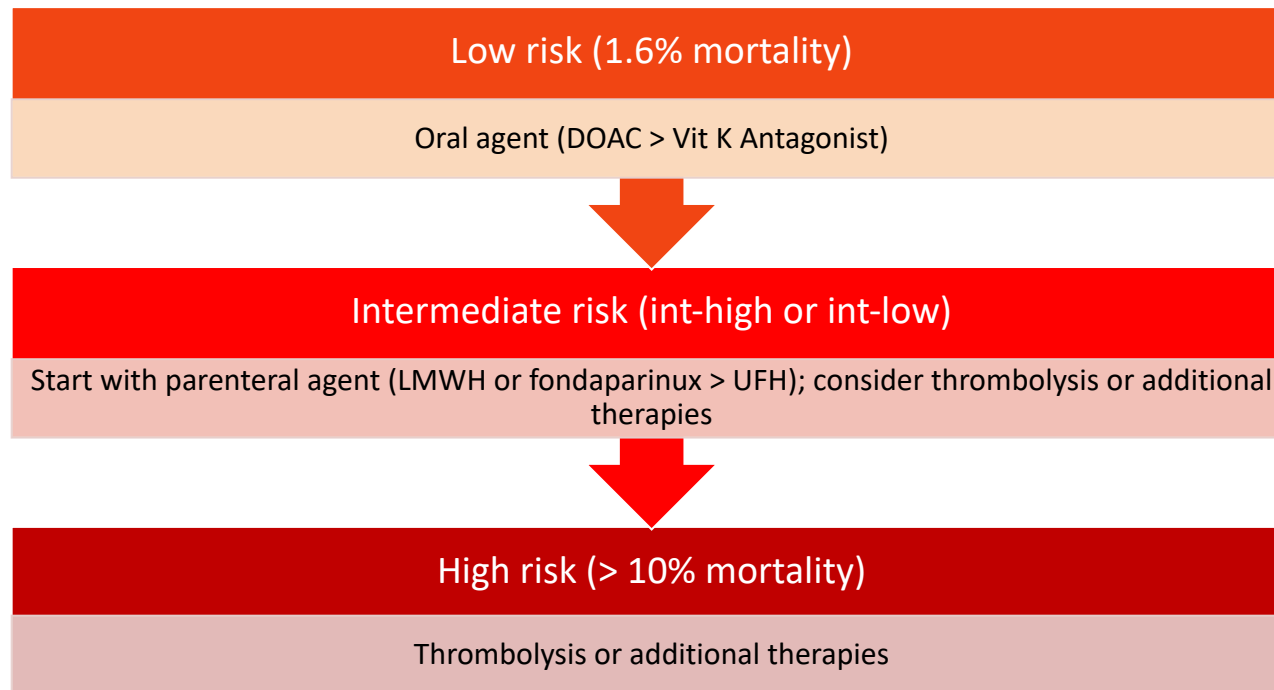 Low risk (1.6% mortality)
Oral agent (DOAC > Vit K Antagonist)
Intermediate risk (int-high or int-low)
Start with parenteral agent (LMWH or fondaparinux > UFH); consider thrombolysis or additional
therapies
High risk (> 10% mortality)
Thrombolysis or additional therapies